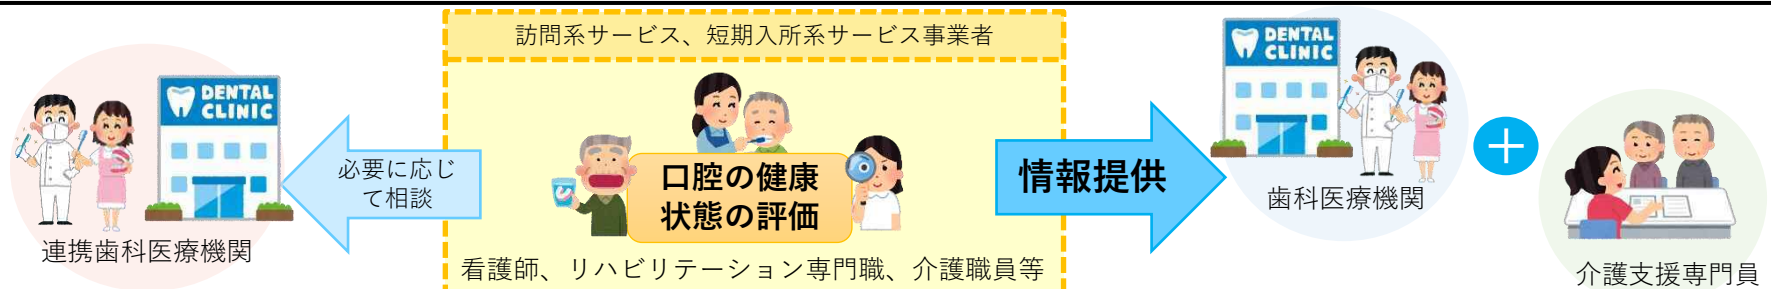 訪問系サービス、短期入所系サービス事業者
DENTAL
CLINIC
必要に応じ
て相談
連携歯科医療機関
口腔の健康
状態の評価
看護師、リハビリテーション専門職、介護職員等
情報提供
DENTAL
CLINIC
歯科医療機関
+
介護支援専門員